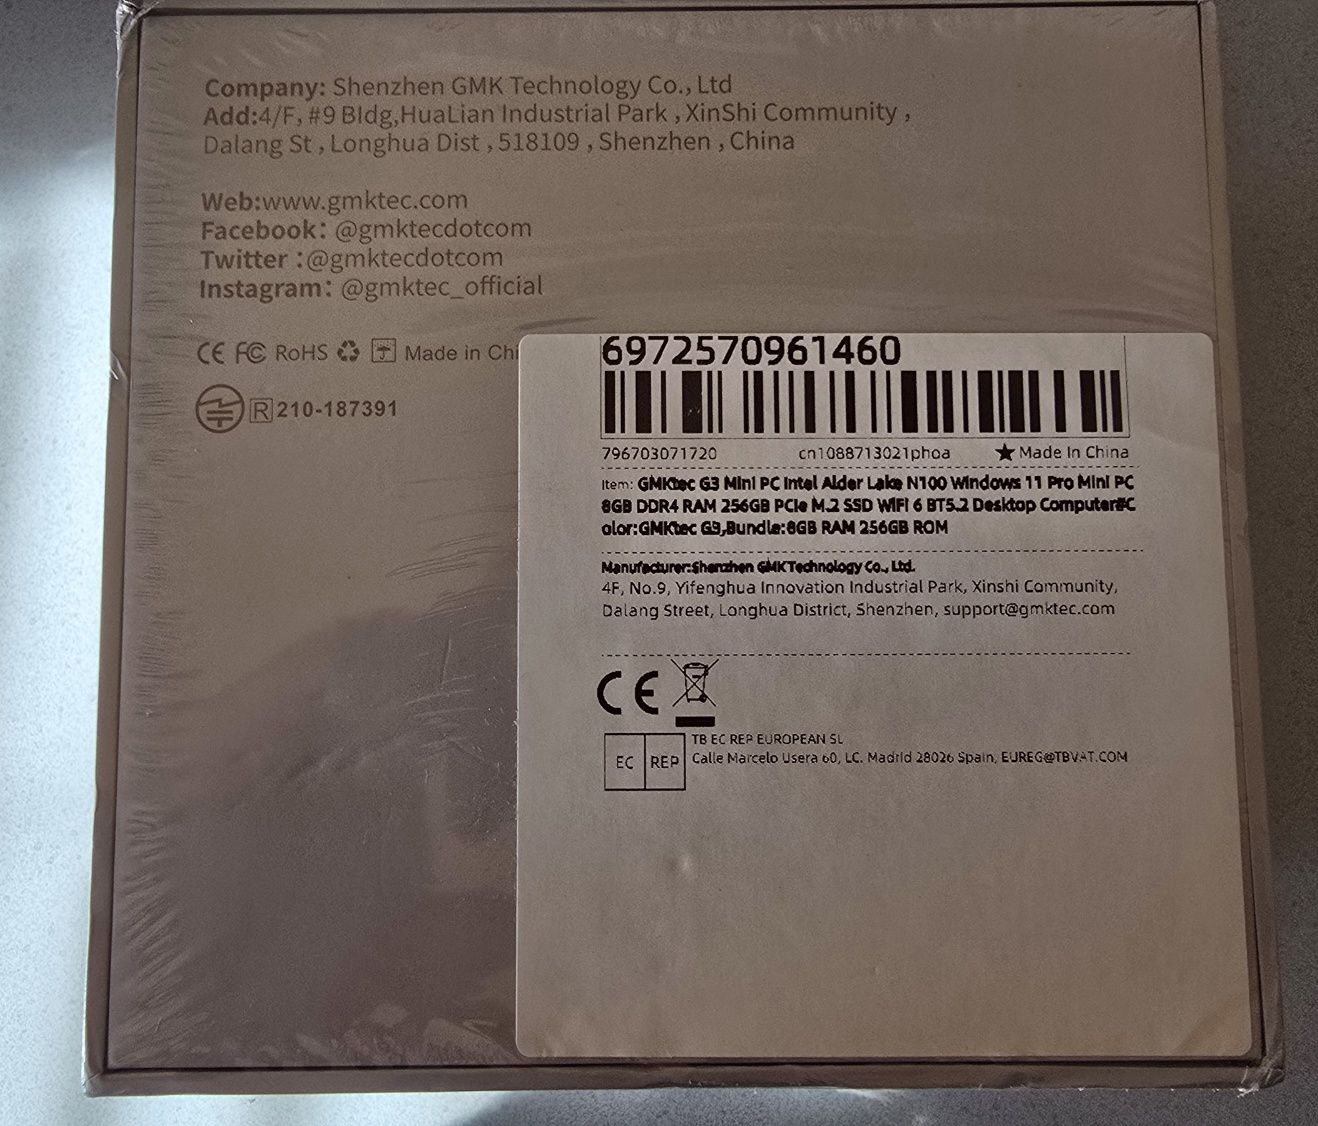 Company: Shenzhen GMK Technology Co., Ltd
Add:4/F, #9 Bldg,HuaLian Industrial Park , XinShi Community ,
Dalang St , Longhua Dist , 518109 , Shenzhen , China
Web:www.gmktec.com
Facebook: @gmktecdotcom
Twitter :@gmktecdotcom
Instagram: @gmktec_official
CE FC RoHS Made in Chi
R 210-187391
6972570961460
796703071720 cn1088713021phoa ★ Made In China
Item: GMKtec G3 Mini PC Intel Alder Lake N100 Windows 11 Pro Mini PC
8GB DDR4 RAM 256GB PCIe M.2 SSD WiFi 6 BT5.2 Desktop Computer#C
olor:GMKtec G3,Bundle:8GB RAM 256GB ROM
Manufacturer:Shenzhen GMKTechnology Co., Ltd.
4F, No.9, Yifenghua Innovation Industrial Park, Xinshi Community,
Dalang Street, Longhua District, Shenzhen, support@gmktec.com
CE
EC REP
TB EC REP EUROPEAN SL
Calle Marcelo Usera 60, LC. Madrid 28026 Spain, EUREG@TBVAT.COM